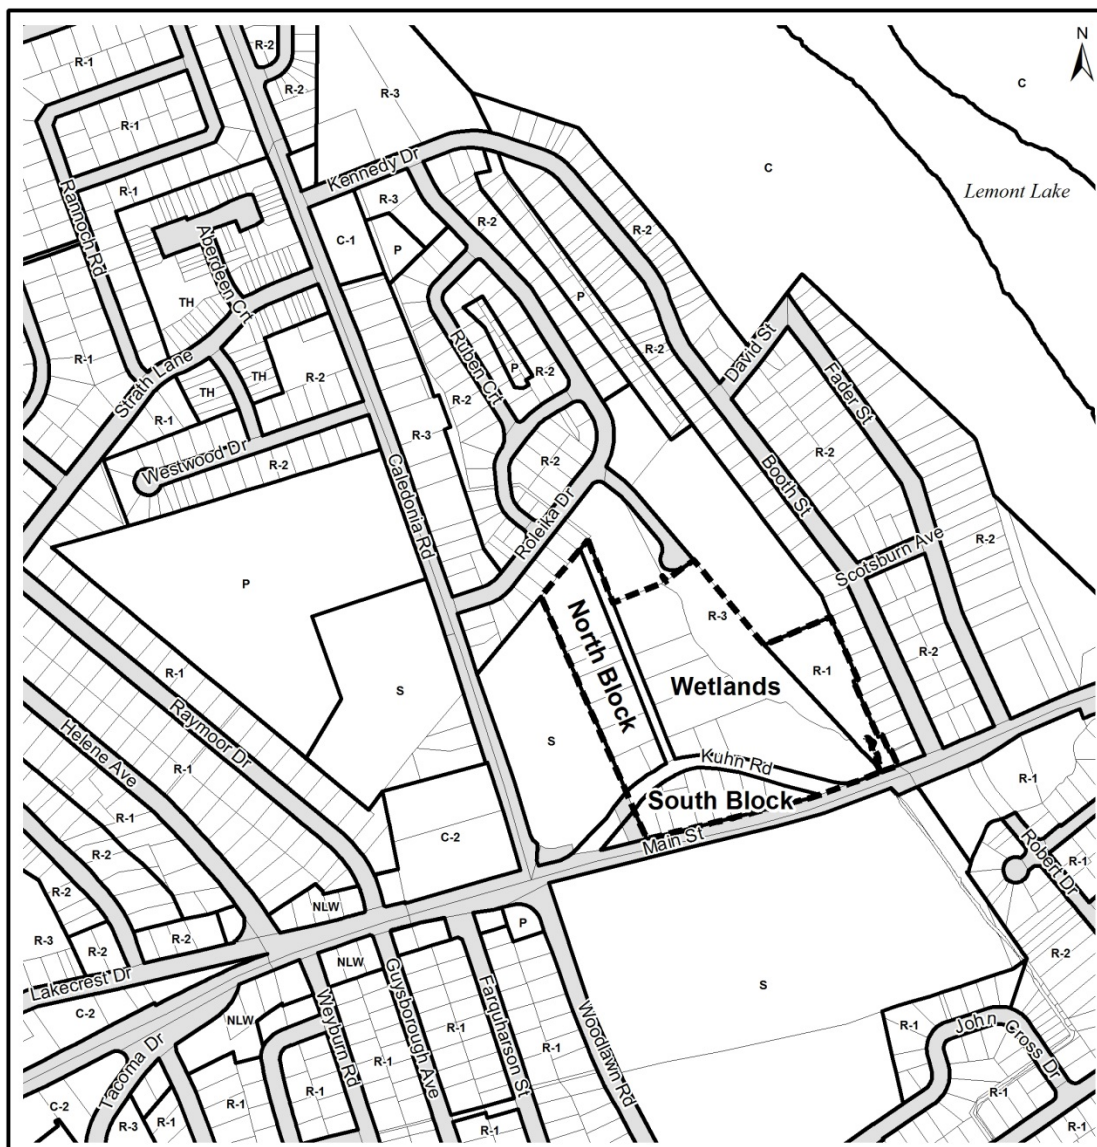 N
R-1
R-2
R-2
R-3
C
R-1
Kennedy Dr
C
Lemont Lake
R-1
R-3
Rannoch Rd
Aberdeen Crt
R-2
R-2
C-1
P
P
TH
R-1
Strath Lane
TH
TH
R-2
Ruben Crt
P
R-2
R-2
David St
Fader St
R-1
R-2
R-3
Westwood Dr
R-2
Caledonia Rd
R-2
Roleika Dr
R-2
Booth St
Scotsburn Ave
R-2
P
North Block
R-3
R-2
R-1
S
Wetlands
R-1
Raymoor Dr
S
Kuhn Rd
Helene Ave
R-1
South Block
R-1
Main St
C-2
R-1
R-2
Robert Dr
R-1
R-2
NLW
R-3
R-2
R-2
P
R-2
Lakecrest Dr
NLW
C-2
NLW
Weyburn Rd
Guysborough Ave
Farquharson St
Woodlawn Rd
S
R-1
R-1
John Cross Dr
Tacoma Dr
R-1
R-1
R-1
R-1
C-2
R-3
R-1
R-1
R-1